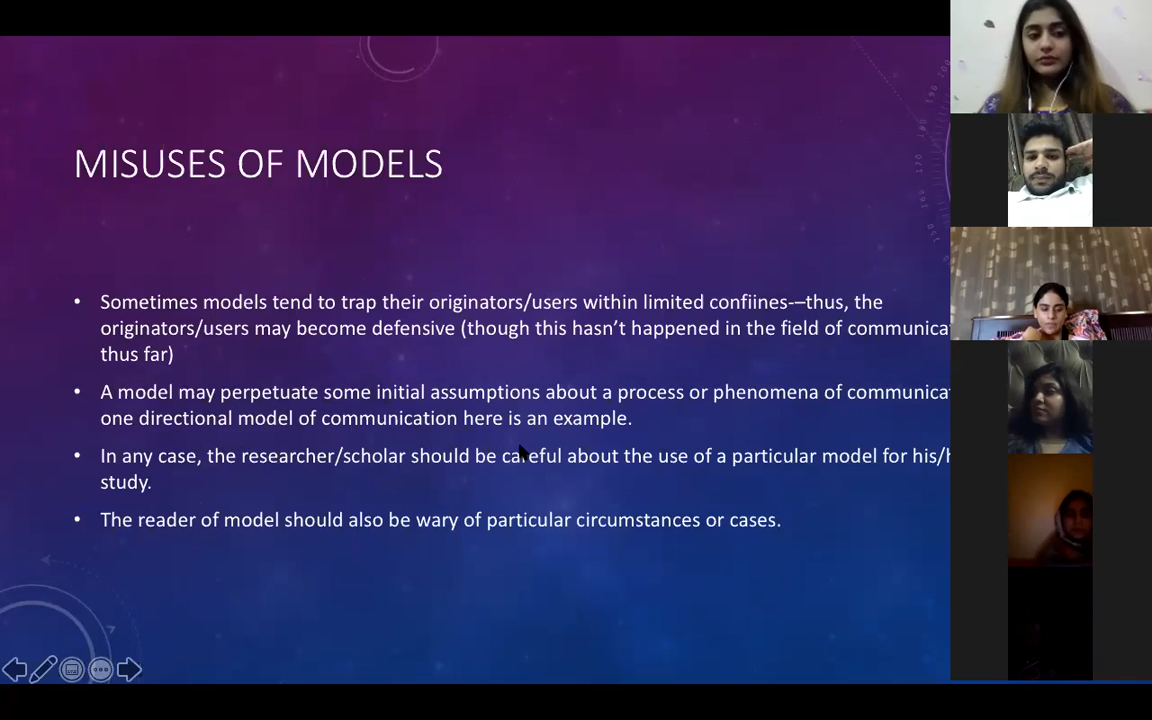 MISUSES OF MODELS
• Sometimes models tend to trap their originators/users within limited confiines-–thus, the
originators/users may become defensive (though this hasn’t happened in the field of
thus far)
• A model may perpetuate some initial assumptions about a process or phenomena of
one directional model of communication here is an example.
• In any case, the researcher/scholar should be careful about the use of a particular model for
study.
• The reader of model should also be wary of particular circumstances or cases.